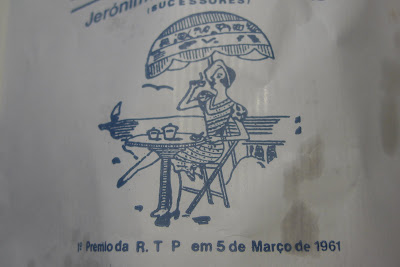 Jerónim
(SUCESSORES)
1º Premio da R. T P em 5 de Março de 1961